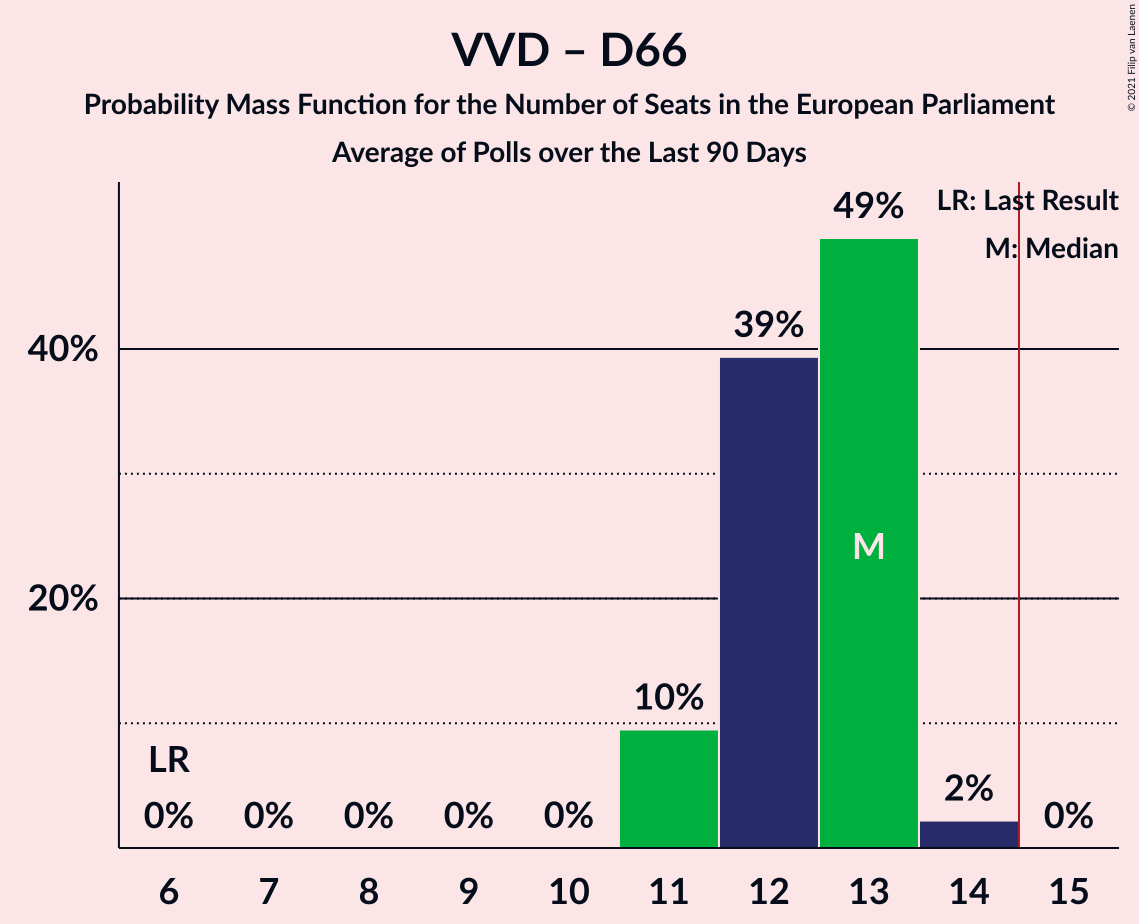 VVD – D66
Probability Mass Function for the Number of Seats in the European Parliament
Average of Polls over the Last 90 Days
© 2021 Filip van Laenen
LR: Last Result
M: Median
49%
39%
40%
M
20%
10%
LR
2%
0% 0% 0% 0% 0% 0%
6 7 8 9 10 11 12 13 14 15